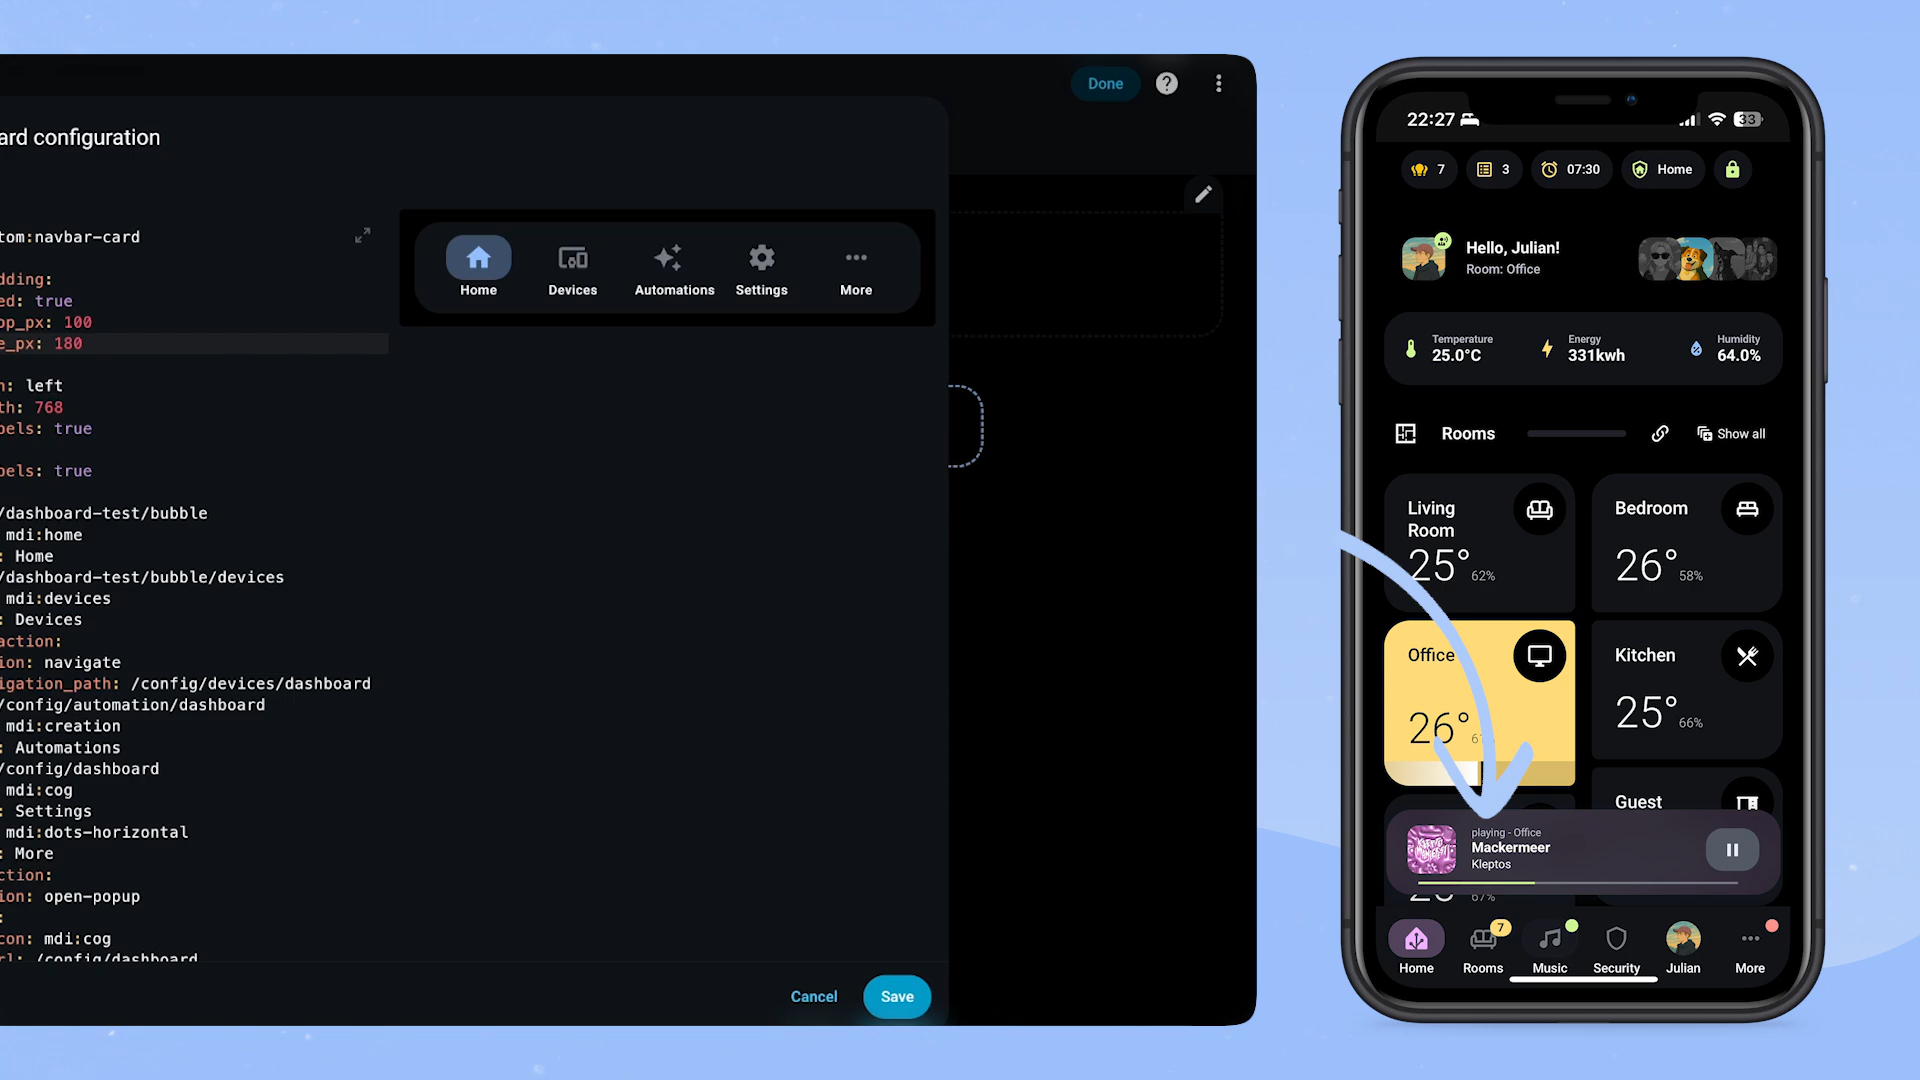 Done
ard configuration
tom:navbar-card
dding:
ed: true
op_px: 100
e_px: 180
n: left
th: 768
bels: true
bels: true
/dashboard-test/bubble
mdi:home
: Home
/dashboard-test/bubble/devices
mdi:devices
: Devices
action:
ion: navigate
igation_path: /config/devices/dashboard
/config/automation/dashboard
mdi:creation
: Automations
/config/dashboard
mdi:cog
: Settings
mdi:dots-horizontal
: More
ction:
ion: open-popup
:
con: mdi:cog
rl: /config/dashboard
Home
Devices
Automations
Settings
More
Cancel
Save
22:27
33
7
3
07:30
Home
Hello, Julian!
Room: Office
Temperature
25.0°C
Energy
331kwh
Humidity
64.0%
Rooms
Show all
Living
Room
25°
62%
Bedroom
26°
58%
Office
26°
Kitchen
25°
66%
Guest
playing - Office
Mackermeer
Kleptos
67%
7
Home
Rooms
Music
Security
Julian
More